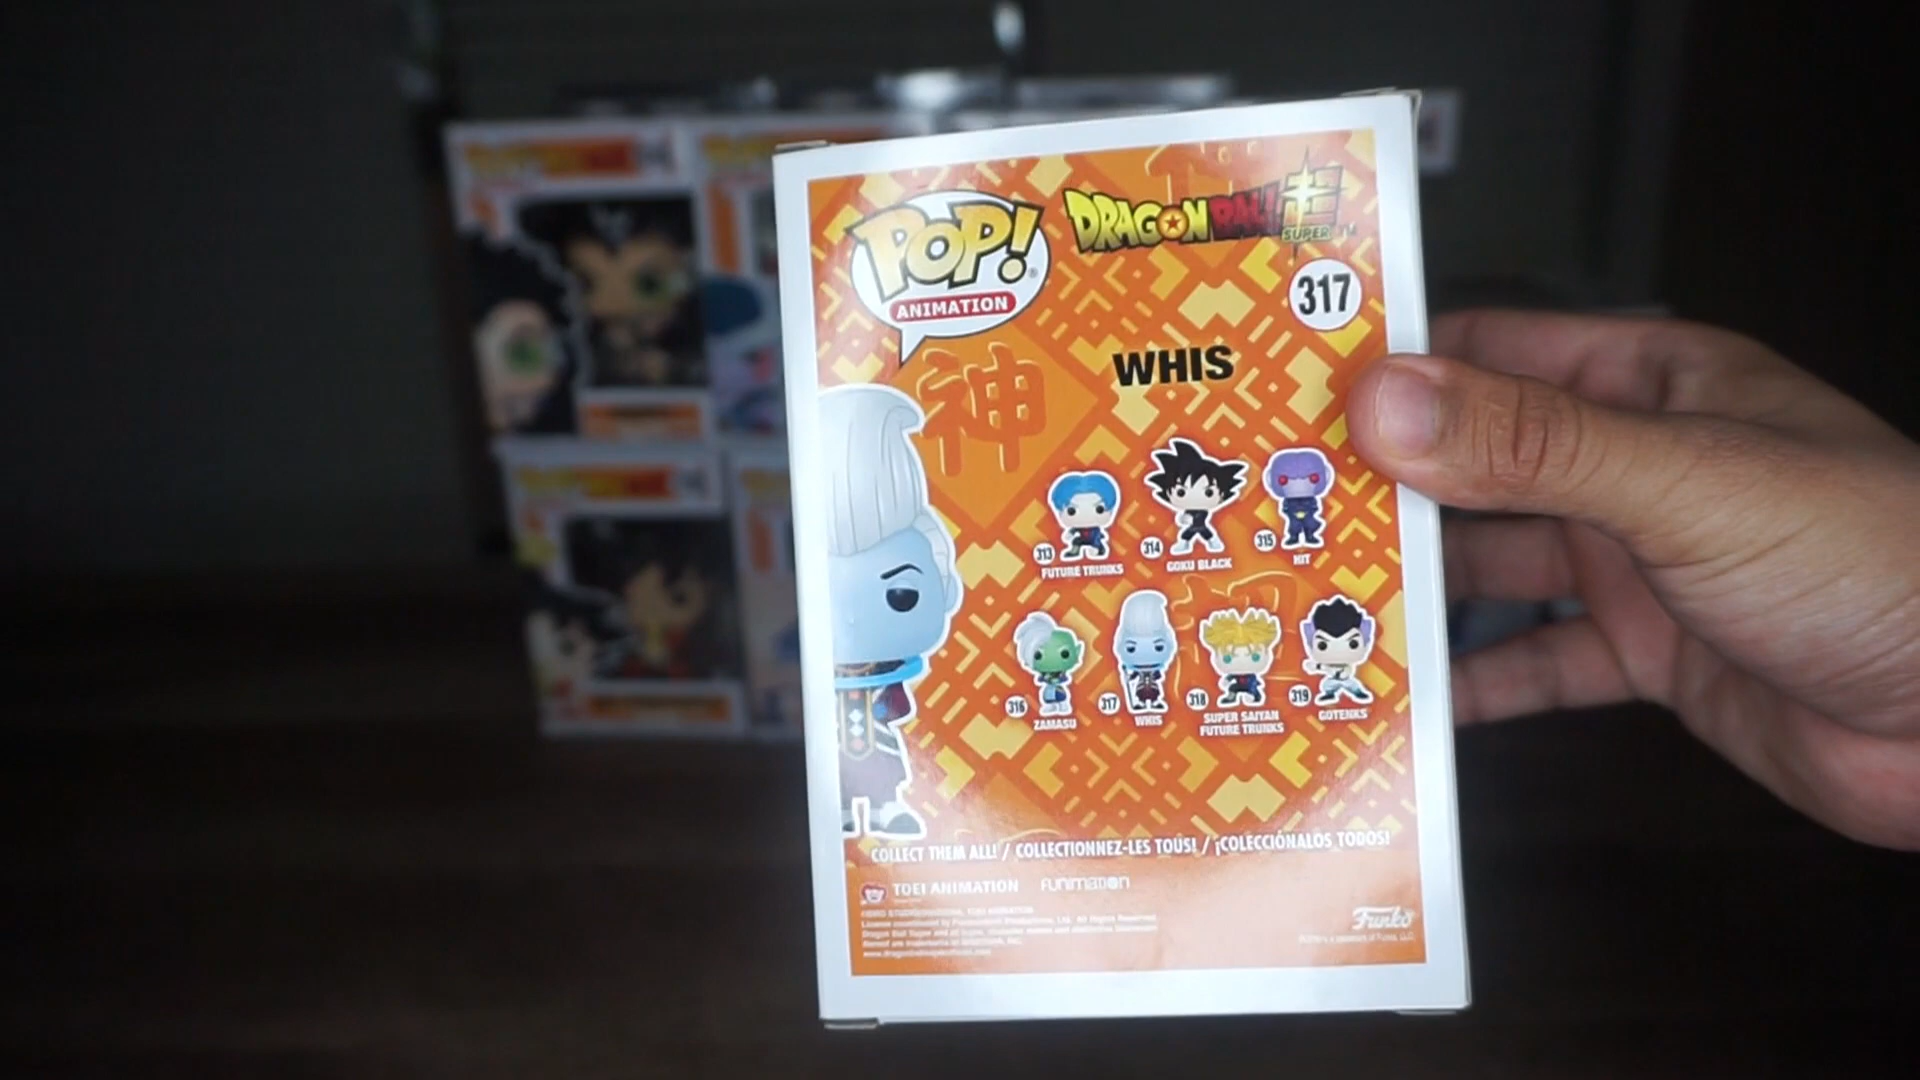 POP!
ANIMATION
DRAGON BALL
超
SUPER
317
WHIS
神
313
FUTURE TRUNKS
314
GOKU BLACK
315
HIT
316
ZAMASU
317
WHIS
318
SUPER SAIYAN
FUTURE TRUNKS
319
GOTENKS
COLLECT THEM ALL! / COLLECTIONNEZ-LES TOUS! / ¡COLECCIÓNALOS TODOS!
TOEI ANIMATION
FUNIMATION
Funko